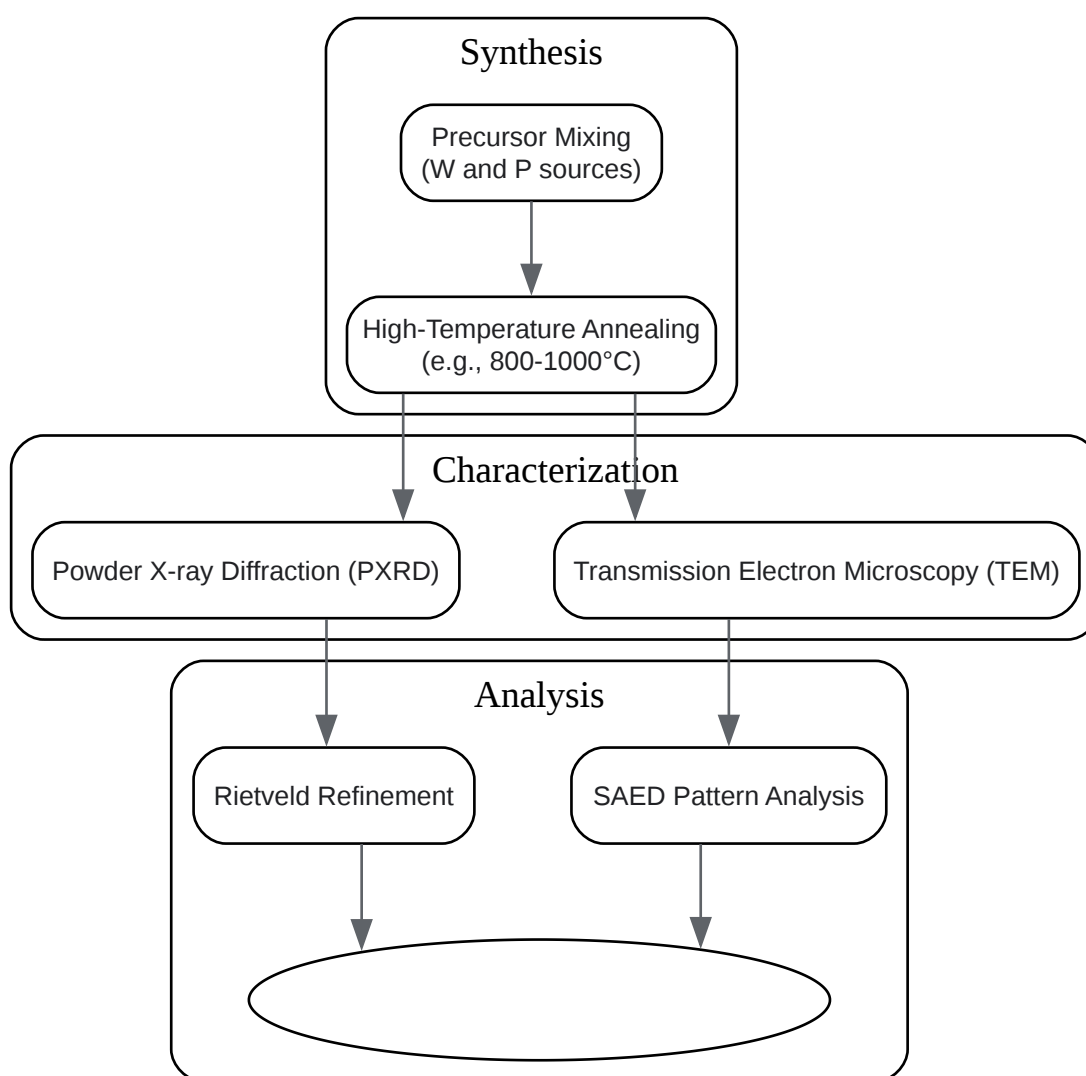 Synthesis
Precursor Mixing
(W and P sources)
High-Temperature Annealing
(e.g., 800-1000°C)
Characterization
Powder X-ray Diffraction (PXRD)
Transmission Electron Microscopy (TEM)
Analysis
Rietveld Refinement
SAED Pattern Analysis